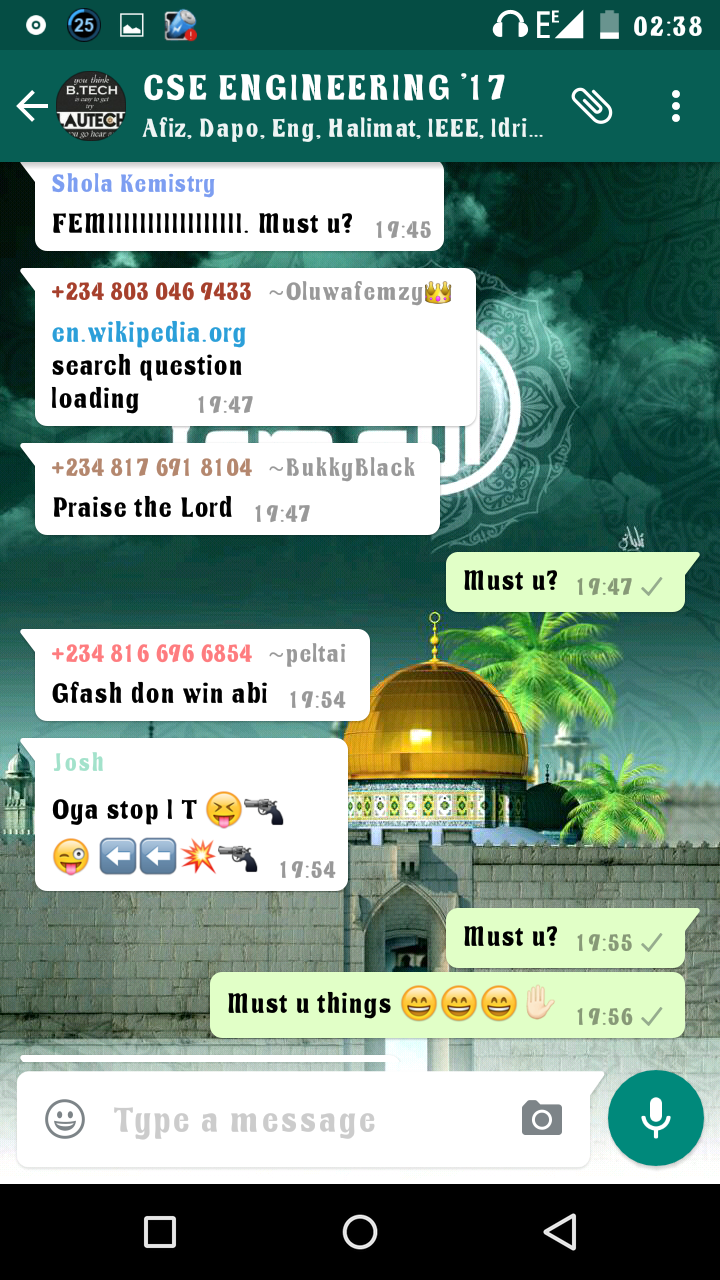 25
E
E
02:38
you think
B.TECH
is easy to get
try
LAUTECH
you go hear
CSE ENGINEERING '17
Afiz, Dapo, Eng, Halimat, IEEE, Idri...
Shola Kemistry
FEMIIIIIIIIIIIIIIIII. Must u? 19:45
+234 803 046 9433 ~Oluwafemzy👑
en.wikipedia.org
search question
loading 19:47
+234 817 691 8104 ~BukkyBlack
Praise the Lord 19:47
Must u? 19:47
+234 816 696 6854 ~peltai
Gfash don win abi 19:54
Josh
Oya stop I T 😝🔫
😜 ⬅⬅💥🔫 19:54
Must u? 19:55
Must u things 😄😄😄✋🏻 19:56
Type a message